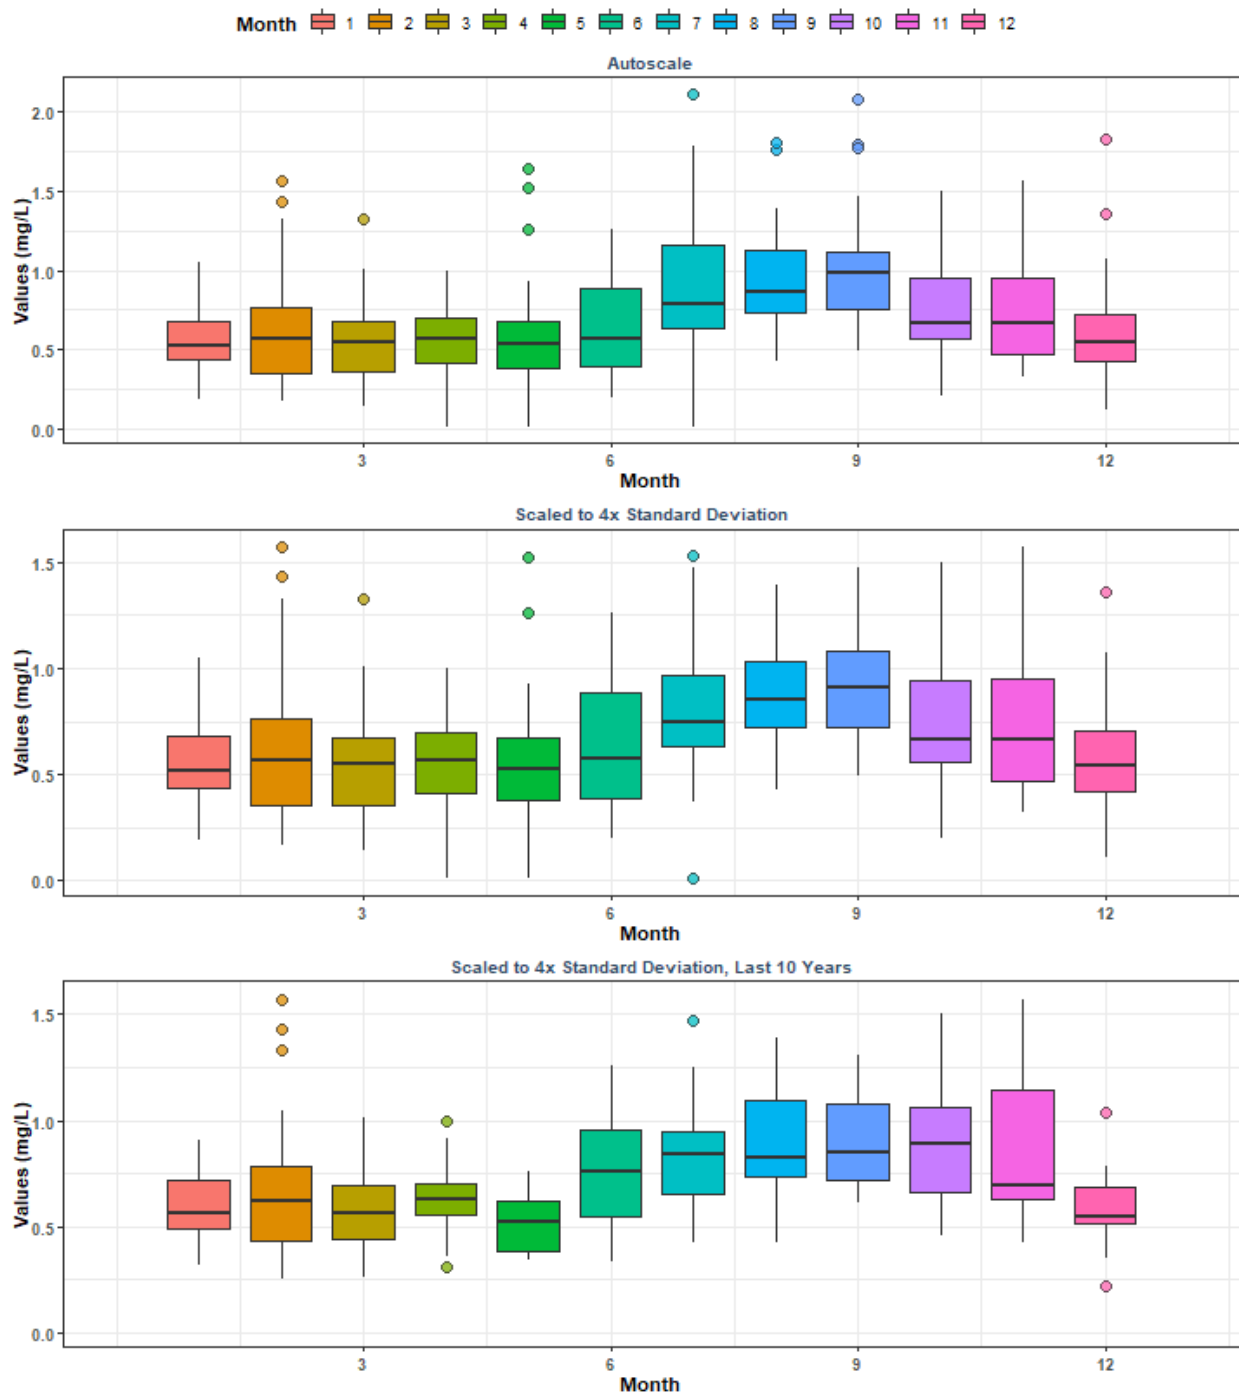 Month 1 2 3 4 5 6 7 8 9 10 11 12
Autoscale
Values (mg/L)
2.0
1.5
1.0
0.5
0.0
3 6 9 12
Month
Scaled to 4x Standard Deviation
Values (mg/L)
1.5
1.0
0.5
0.0
3 6 9 12
Month
Scaled to 4x Standard Deviation, Last 10 Years
Values (mg/L)
1.5
1.0
0.5
0.0
3 6 9 12
Month